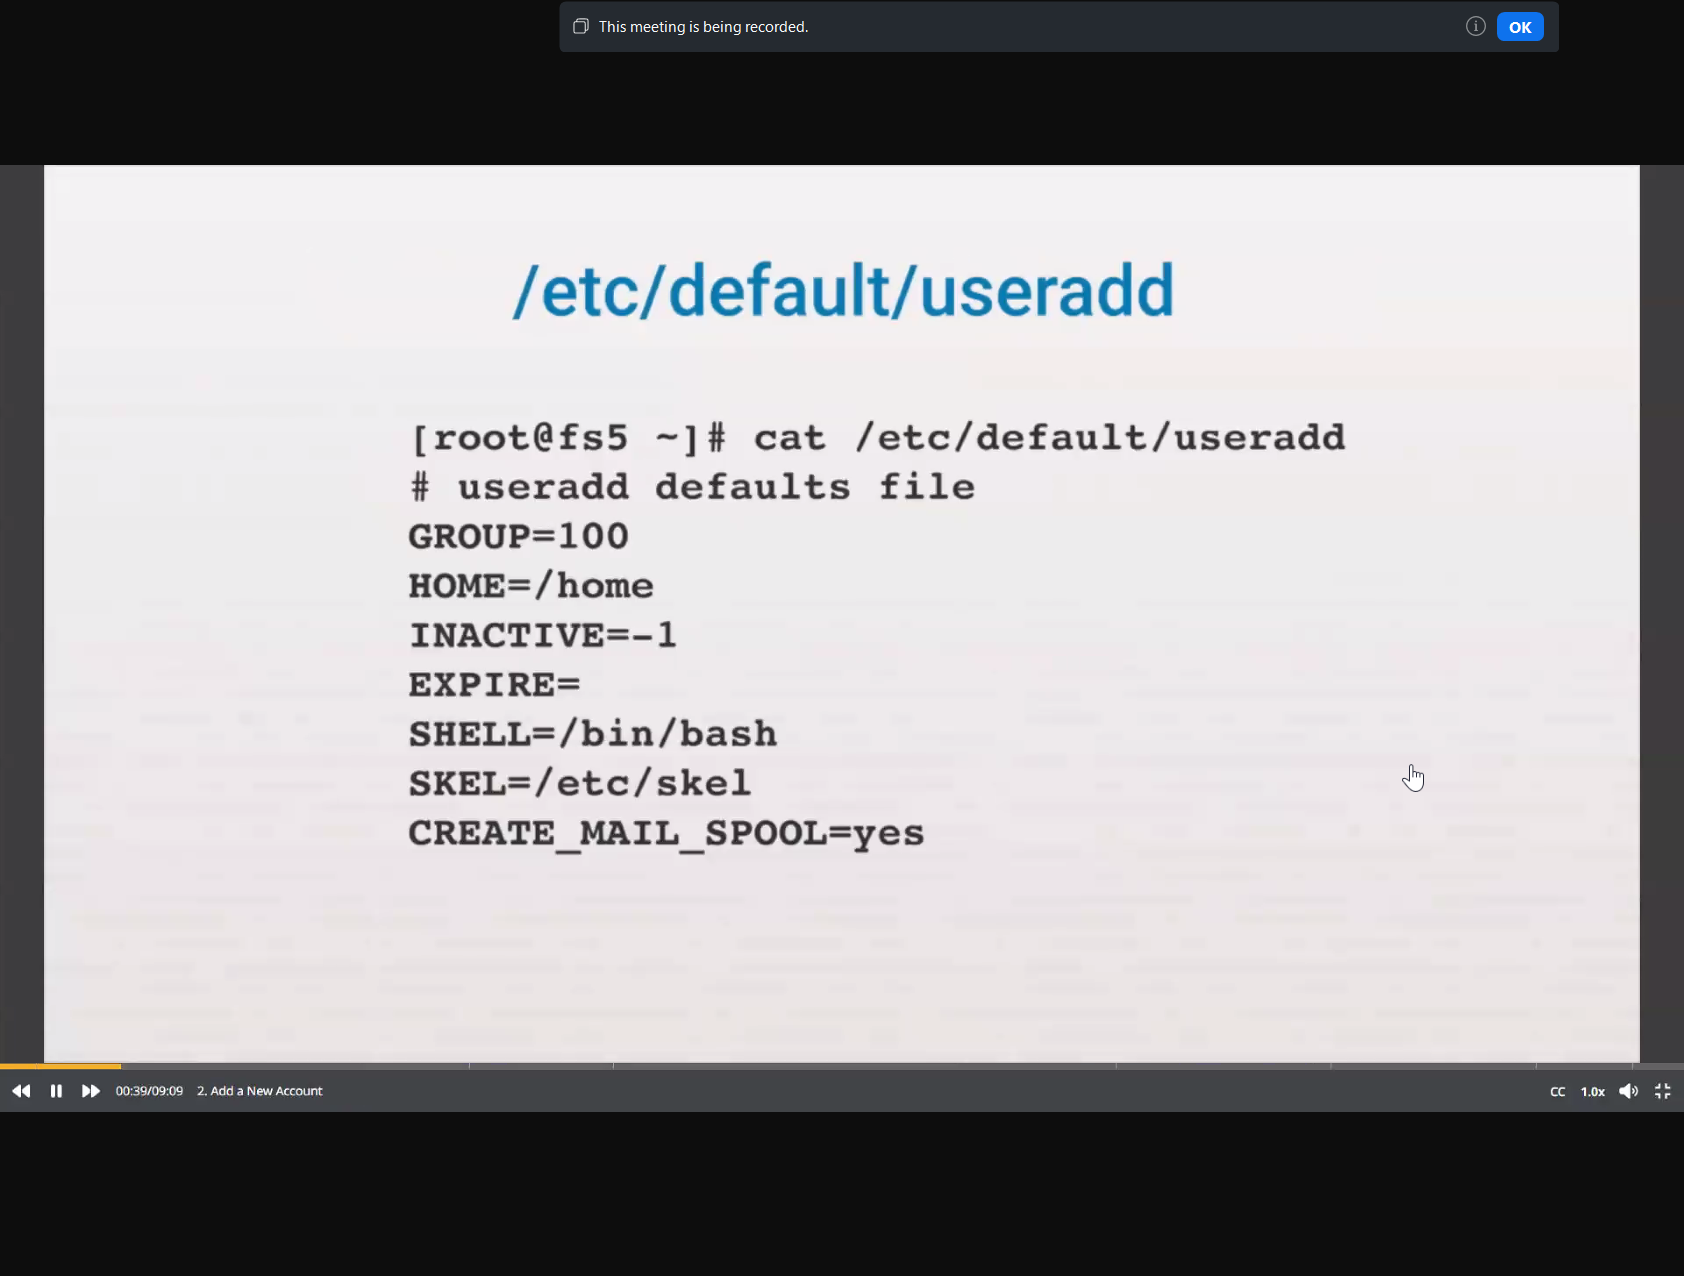 This meeting is being recorded.
OK
/etc/default/useradd
[root@fs5 ~]# cat /etc/default/useradd
# useradd defaults file
GROUP=100
HOME=/home
INACTIVE=-1
EXPIRE=
SHELL=/bin/bash
SKEL=/etc/skel
CREATE_MAIL_SPOOL=yes
00:39/09:09 2. Add a New Account CC 1.0x